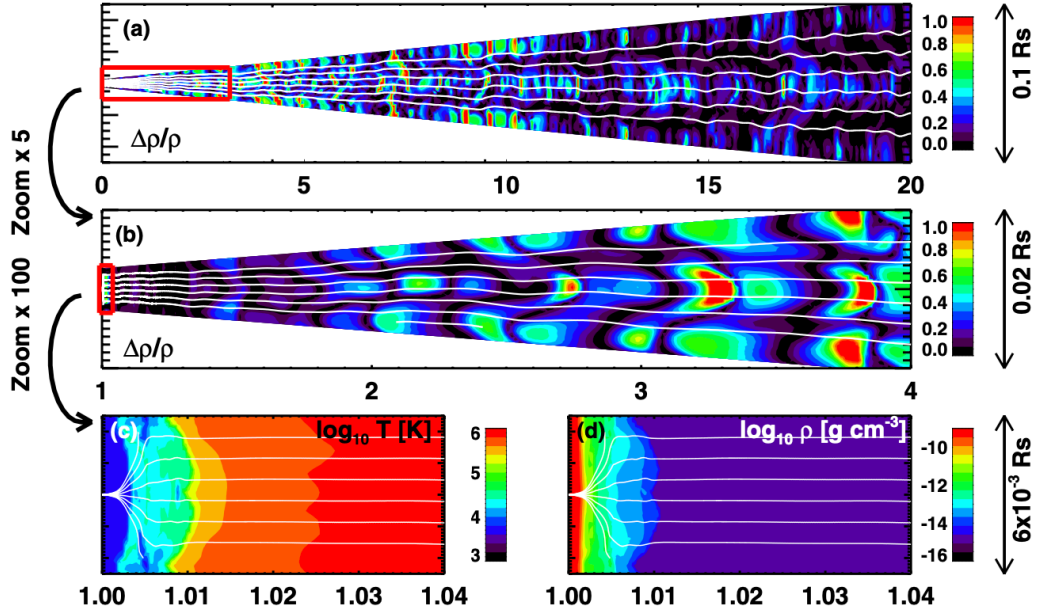 (a)
Δρ/ρ
1.0
0.8
0.6
0.4
0.2
0.0
0.1 Rs
0 5 10 15 20
Zoom x 5
(b)
Δρ/ρ
1.0
0.8
0.6
0.4
0.2
0.0
0.02 Rs
1 2 3 4
Zoom x 100
(c) log₁₀ T [K]
6
5
4
3
1.00 1.01 1.02 1.03 1.04
(d) log₁₀ ρ [g cm⁻³]
-10
-12
-14
-16
6x10⁻³ Rs
1.00 1.01 1.02 1.03 1.04